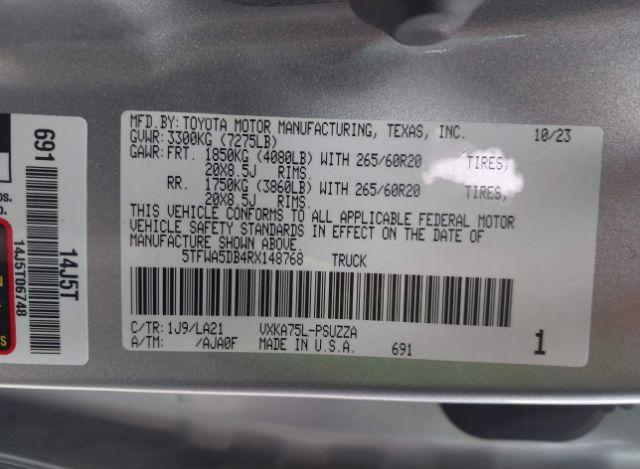 MFD.BY: TOYOTA MOTOR MANUFACTURING, TEXAS, INC. 10/23
GVWR: 3300KG (7275LB)
GAWR: FRT. 1850KG (4080LB) WITH 265/60R20 TIRES,
20X8.5J RIMS.
RR. 1750KG (3860LB) WITH 265/60R20 TIRES,
20X8.5J RIMS.
THIS VEHICLE CONFORMS TO ALL APPLICABLE FEDERAL MOTOR
VEHICLE SAFETY STANDARDS IN EFFECT ON THE DATE OF
MANUFACTURE SHOWN ABOVE.
5TFWA5DB4RX148768 TRUCK
C/TR: 1J9/LA21 VXKA75L-PSUZZA
A/TM: /AJA0F MADE IN U.S.A. 691 1
691
14J5T
14J5T06748